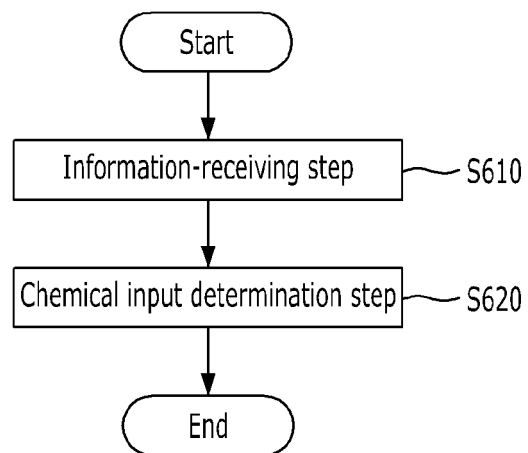 Start
Information-receiving step
S610
Chemical input determination step
S620
End